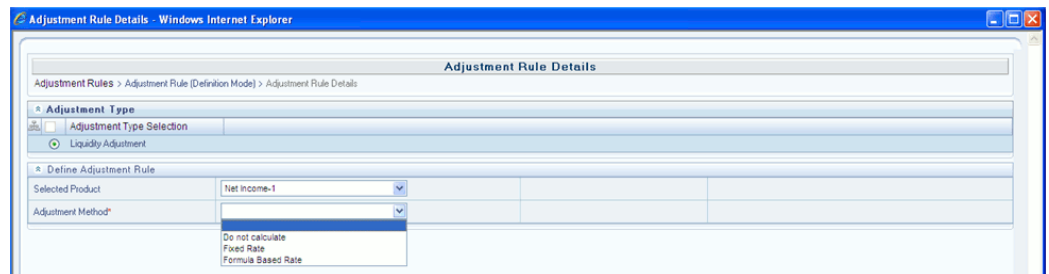 Adjustment Rule Details - Windows Internet Explorer
Adjustment Rule Details
Adjustment Rules > Adjustment Rule (Definition Mode) > Adjustment Rule Details
Adjustment Type
Adjustment Type Selection
Liquidity Adjustment
Define Adjustment Rule
Selected Product Net Income-1
Adjustment Method*
Do not calculate
Fixed Rate
Formula Based Rate